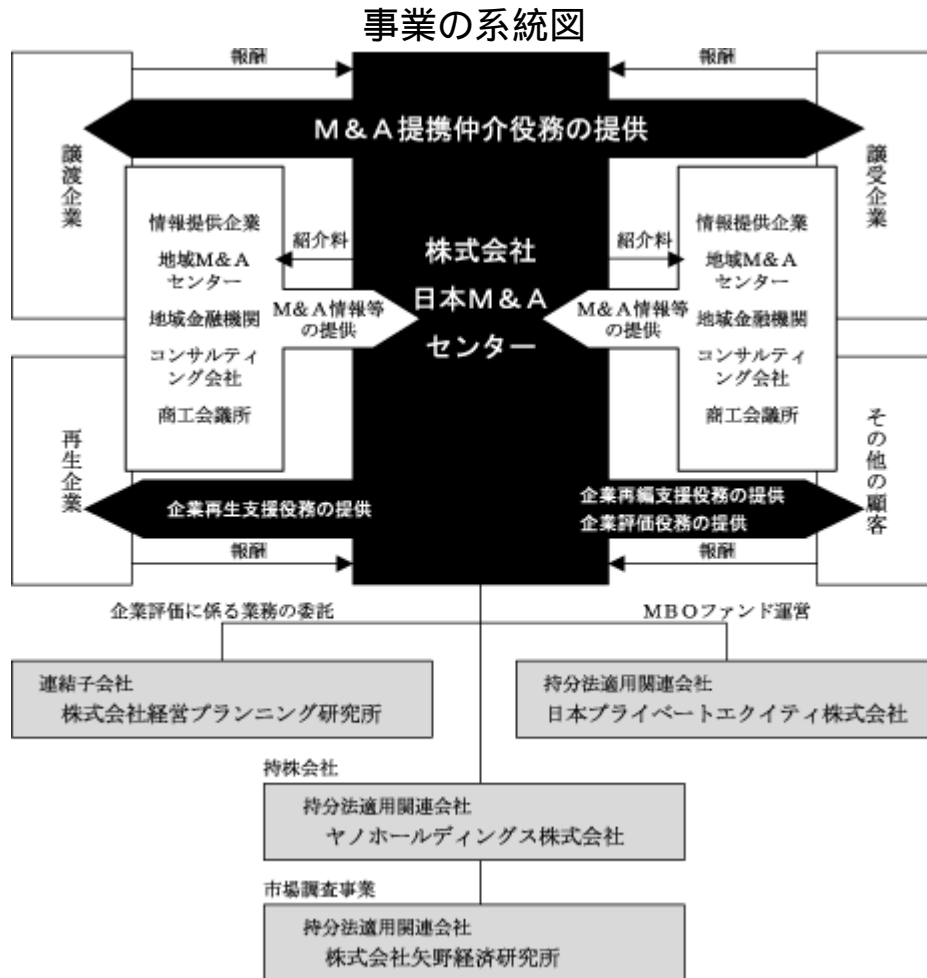 事業の系統図
報酬
報酬
M&A提携仲介役務の提供
譲渡企業
譲受企業
情報提供企業
地域M&A
センター
地域金融機関
コンサルティ
ング会社
商工会議所
紹介料
M&A情報等
の提供
株式会社
日本M&A
センター
紹介料
M&A情報等
の提供
情報提供企業
地域M&A
センター
地域金融機関
コンサルティ
ング会社
商工会議所
再生企業
その他の顧客
企業再生支援役務の提供
企業再編支援役務の提供
企業評価役務の提供
報酬
報酬
企業評価に係る業務の委託
MBOファンド運営
連結子会社
株式会社経営プランニング研究所
持分法適用関連会社
日本プライベートエクイティ株式会社
持株会社
持分法適用関連会社
ヤノホールディングス株式会社
市場調査事業
持分法適用関連会社
株式会社矢野経済研究所